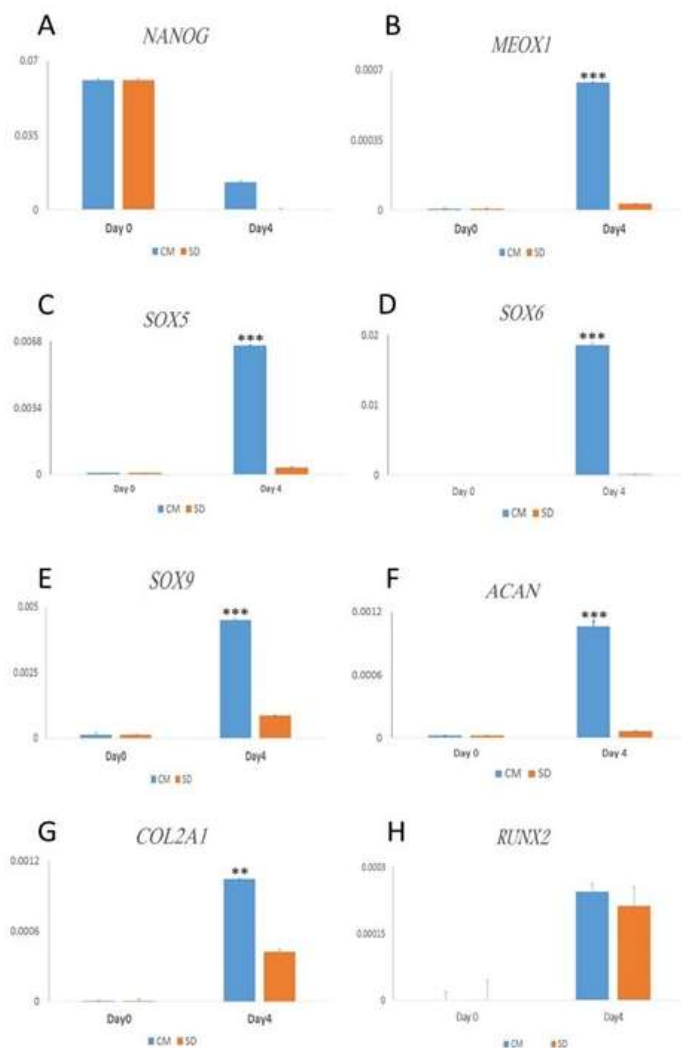 A
NANOG
0.07
0.035
0
Day 0 Day4
CM SD
B
MEOX1
0.0007
0.00035
0
Day0 Day4
CM SD
C
SOX5
0.0068
0.0034
0
Day 0 Day 4
CM SD
***
D
SOX6
0.02
0.01
0
Day 0 Day 4
CM SD
***
E
SOX9
0.005
0.0025
0
Day0 Day4
CM SD
***
F
ACAN
0.0012
0.0006
0
Day 0 Day 4
CM SD
***
G
COL2A1
0.0012
0.0006
0
Day0 Day4
CM SD
**
H
RUNX2
0.0003
0.00015
0
Day 0 Day4
CM SD
***